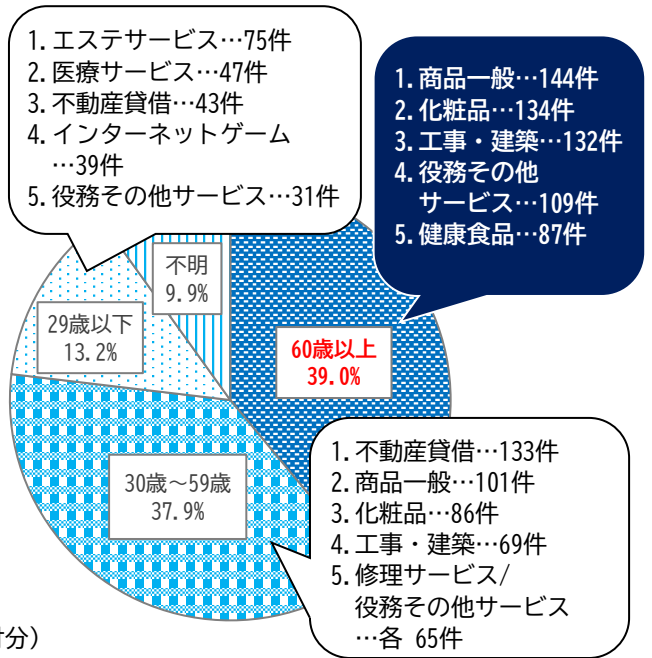 1.エステサービス…75件
2.医療サービス…47件
3.不動産貸借…43件
4.インターネットゲーム
…39件
5.役務その他サービス…31件
1.商品一般…144件
2.化粧品…134件
3.工事・建築…132件
4.役務その他
サービス…109件
5.健康食品…87件
不明
9.9%
29歳以下
13.2%
60歳以上
39.0%
30歳～59歳
37.9%
1.不動産貸借…133件
2.商品一般…101件
3.化粧品…86件
4.工事・建築…69件
5.修理サービス/
役務その他サービス
…各 65件
分）